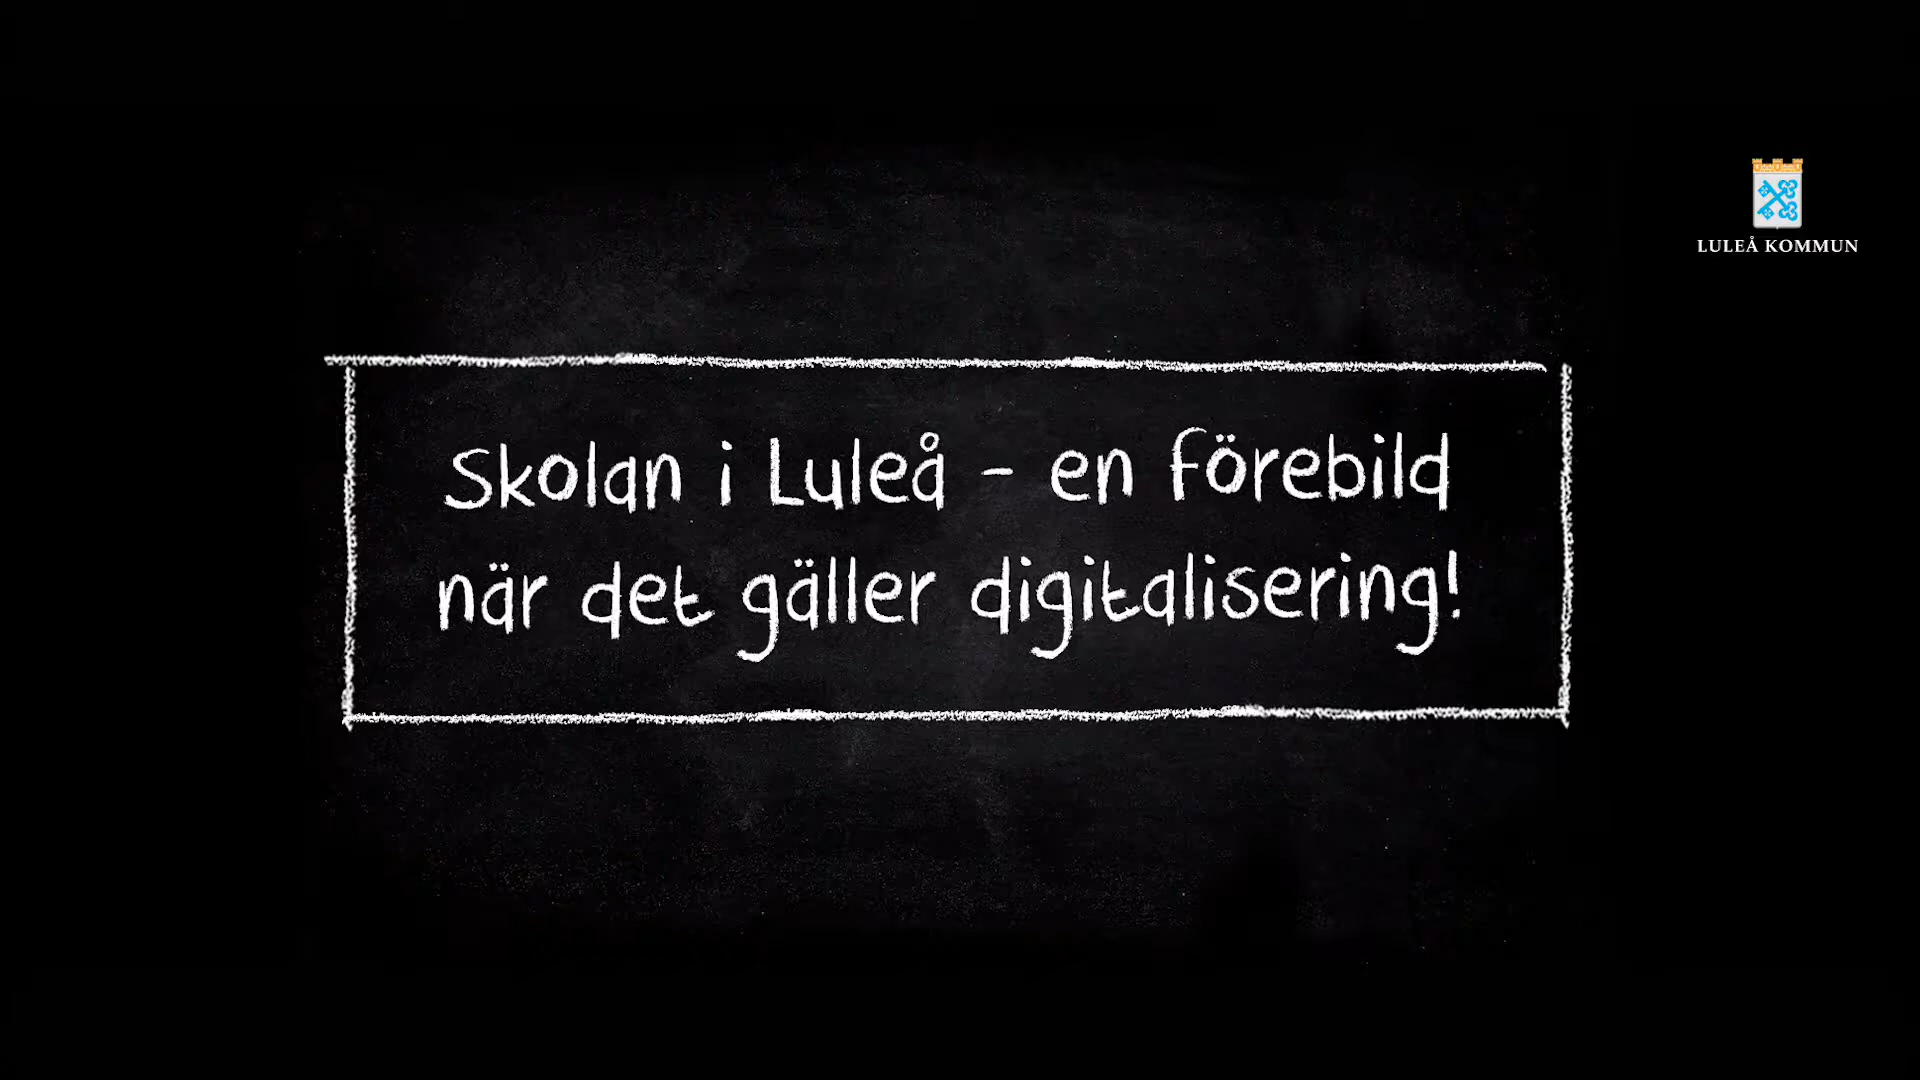 LULEÅ KOMMUN
Skolan i Luleå - en förebild
när det gäller digitalisering!